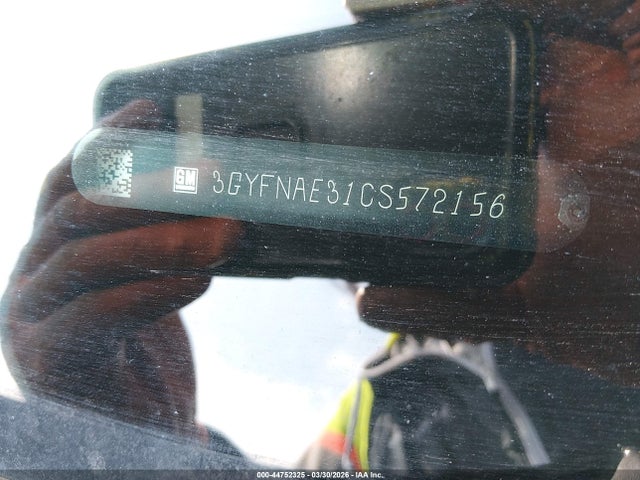 GM 3GYFNAE31CS572156
000-44752325 - 03/30/2026 - IAA Inc.